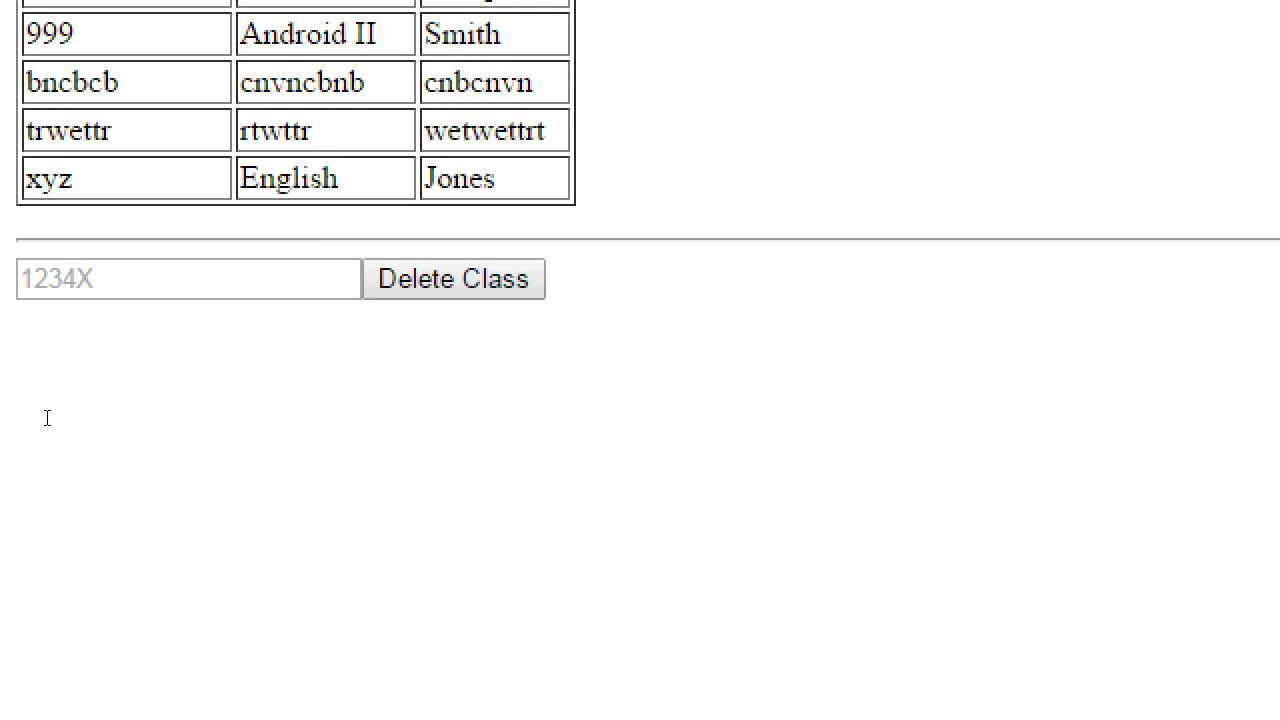 999 Android II Smith
bncbcb cnvncbnb cnbcnvn
trwettr rtwttr wetwettrt
xyz English Jones
1234X Delete Class